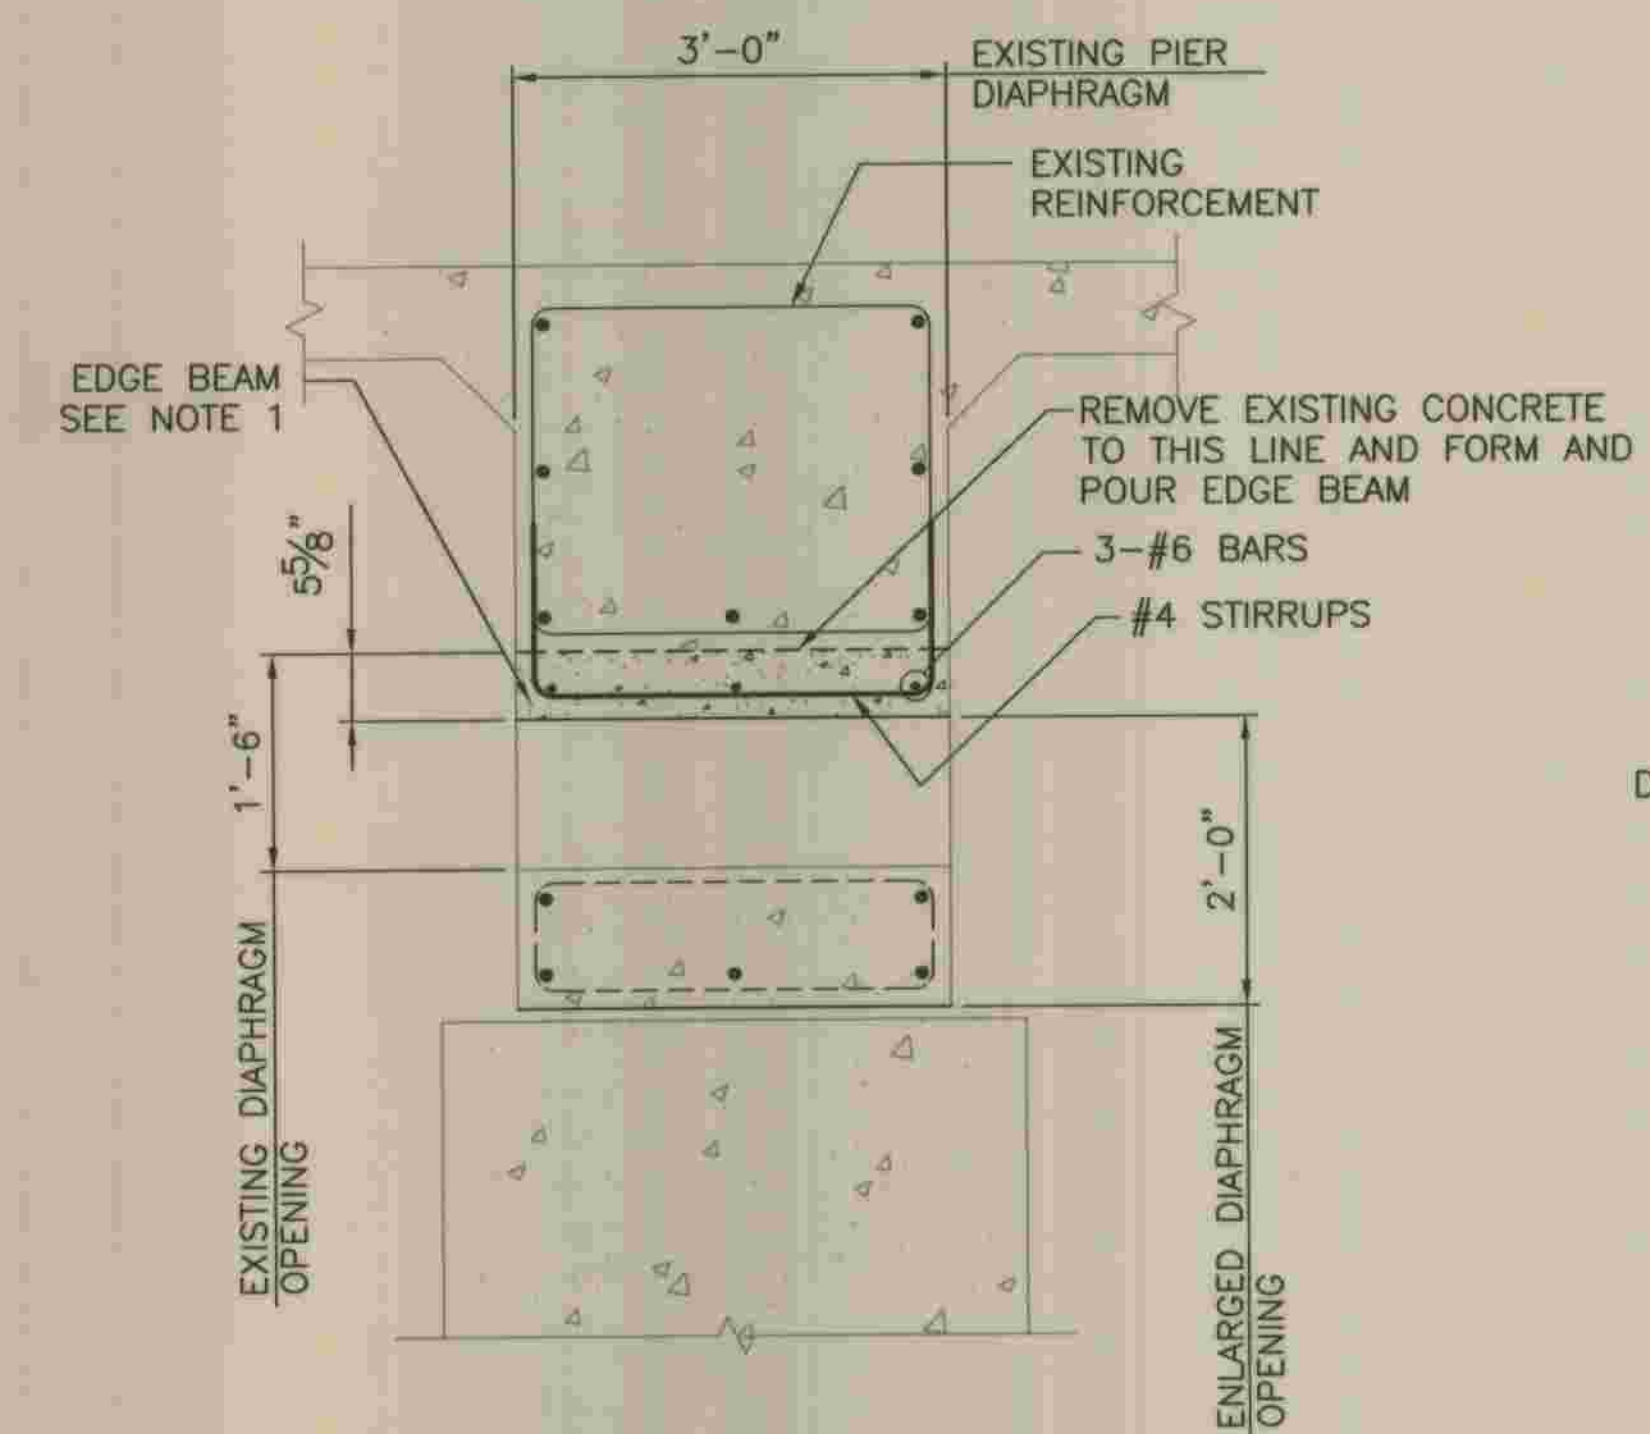 3'-0"
EXISTING PIER
DIAPHRAGM
EXISTING
REINFORCEMENT
EDGE BEAM
SEE NOTE 1
REMOVE EXISTING CONCRETE
TO THIS LINE AND FORM AND
POUR EDGE BEAM
5⅝"
3-#6 BARS
#4 STIRRUPS
1'-6"
2'-0"
D
EXISTING DIAPHRAGM
OPENING
ENLARGED DIAPHRAGM
OPENING